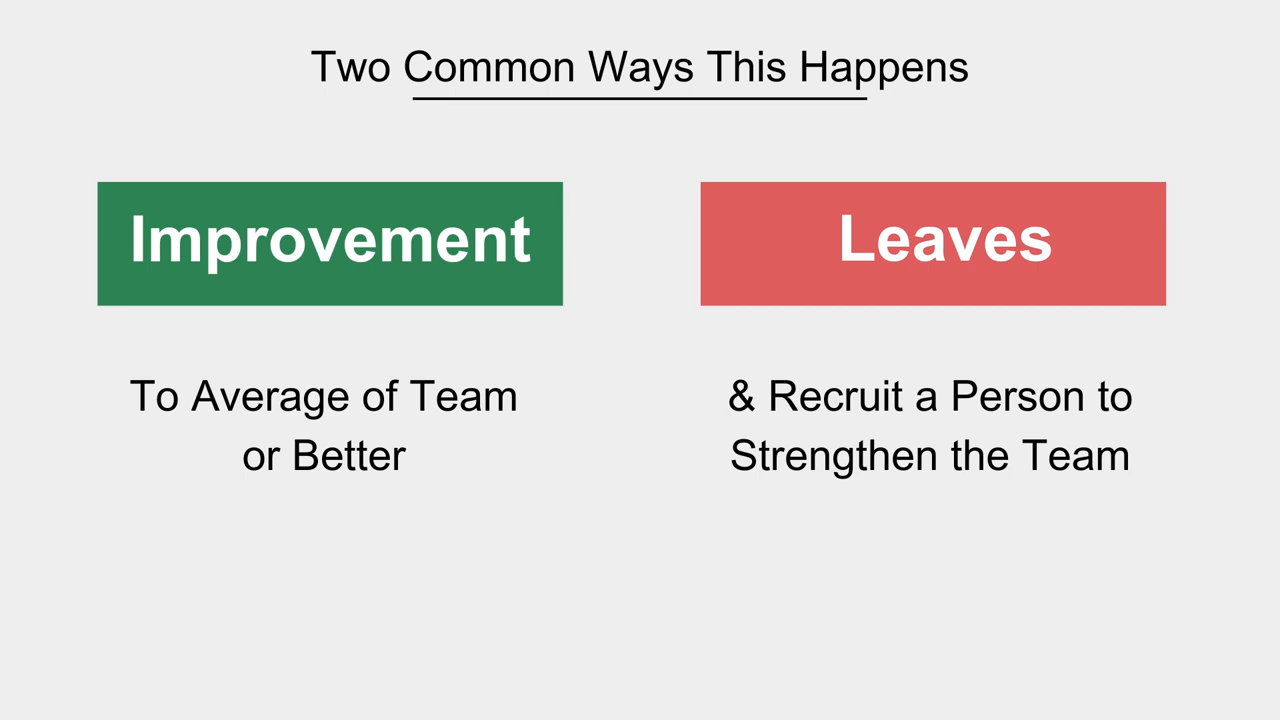 Two Common Ways This Happens
Improvement
To Average of Team
or Better
Leaves
& Recruit a Person to
Strengthen the Team